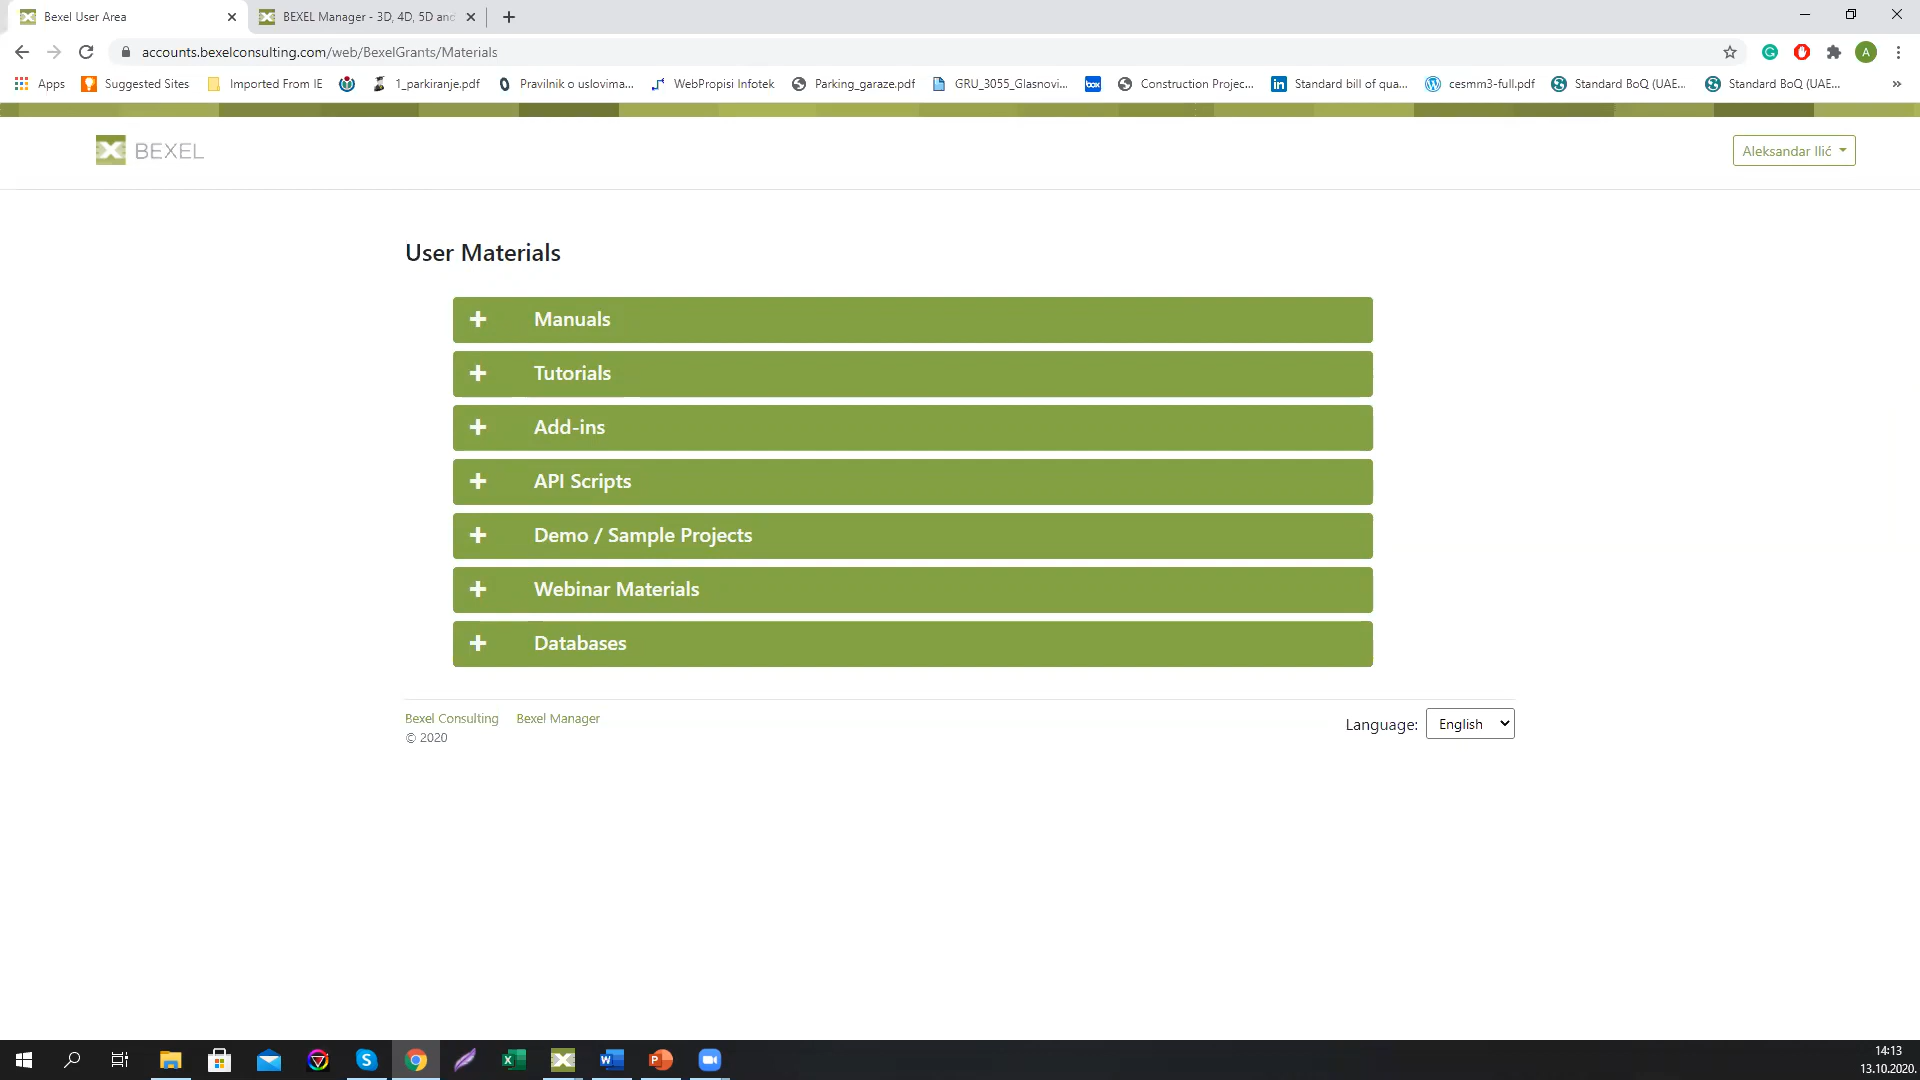 Bexel User Area
BEXEL Manager - 3D, 4D, 5D and
accounts.bexelconsulting.com/web/BexelGrants/Materials
A
Apps
Suggested Sites
Imported From IE
1_parkiranje.pdf
Pravilnik o uslovima...
WebPropisi Infotek
Parking_garaze.pdf
GRU_3055_Glasnovi...
box
Construction Projec...
in
Standard bill of qua...
cesmm3-full.pdf
Standard BoQ (UAE...
Standard BoQ (UAE...
BEXEL
Aleksandar Ilić
User Materials
Manuals
Tutorials
Add-ins
API Scripts
Demo / Sample Projects
Webinar Materials
Databases
Bexel Consulting Bexel Manager
© 2020
Language: English
14:13
13.10.2020.